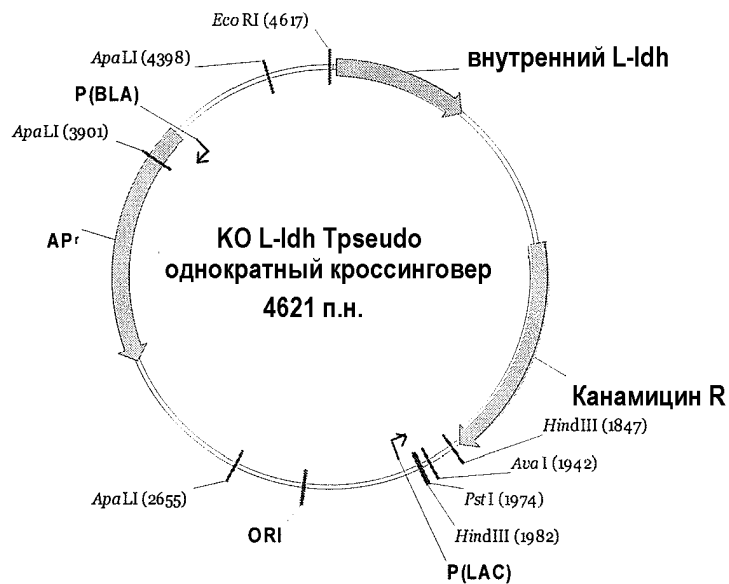 EcoRI (4617)
ApaLI (4398)
внутренний L-ldh
P(BLA)
ApaLI (3901)
APr
KO L-ldh Tpseudo
однократный кроссинговер
4621 п.н.
Канамицин R
HindIII (1847)
AvaI (1942)
PstI (1974)
HindIII (1982)
P(LAC)
ORI
ApaLI (2655)